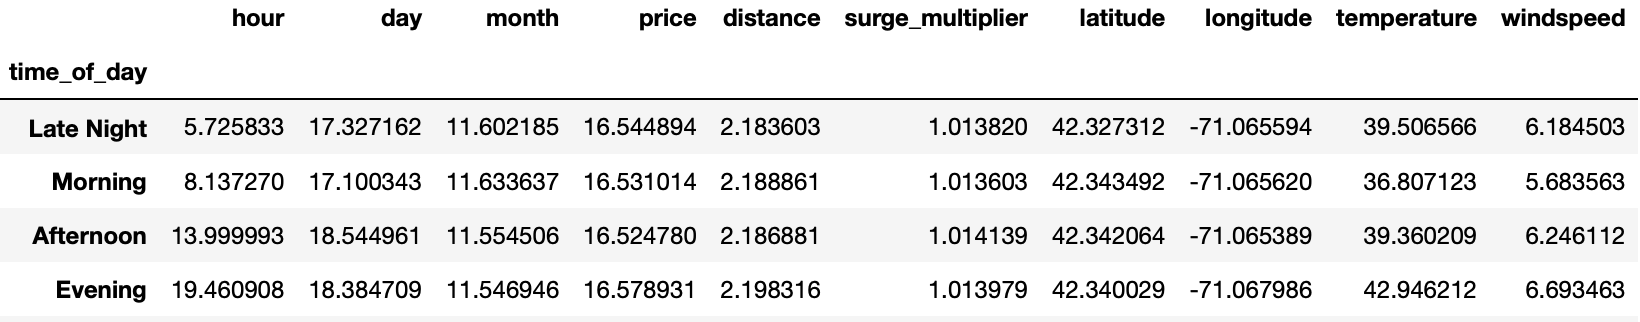 hour day month price distance surge_multiplier latitude longitude temperature windspeed
time_of_day
Late Night 5.725833 17.327162 11.602185 16.544894 2.183603 1.013820 42.327312 -71.065594 39.506566 6.184503
Morning 8.137270 17.100343 11.633637 16.531014 2.188861 1.013603 42.343492 -71.065620 36.807123 5.683563
Afternoon 13.999993 18.544961 11.554506 16.524780 2.186881 1.014139 42.342064 -71.065389 39.360209 6.246112
Evening 19.460908 18.384709 11.546946 16.578931 2.198316 1.013979 42.340029 -71.067986 42.946212 6.693463